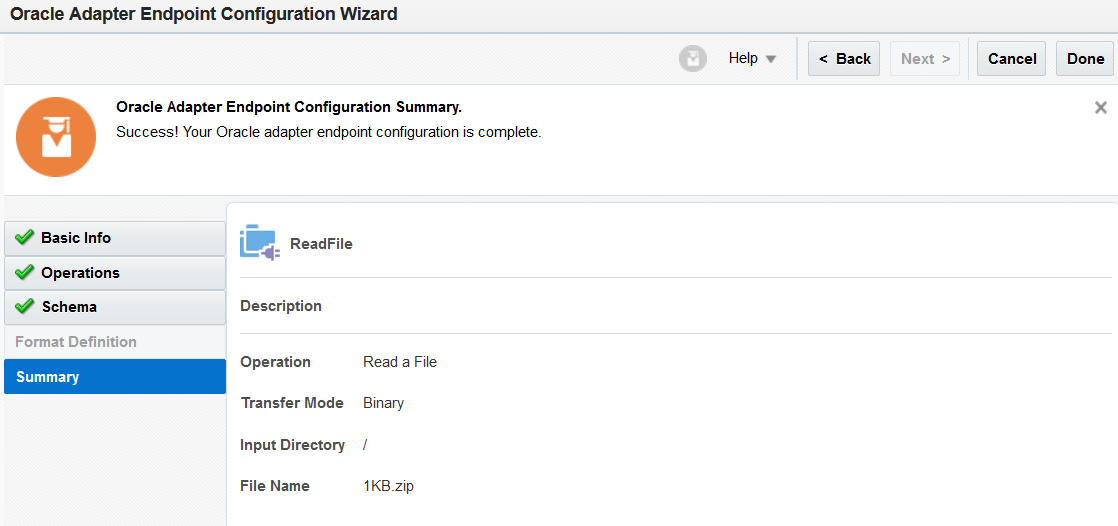 Oracle Adapter Endpoint Configuration Wizard
Help
< Back
Next >
Cancel
Done
Oracle Adapter Endpoint Configuration Summary.
Success! Your Oracle adapter endpoint configuration is complete.
Basic Info
Operations
Schema
Format Definition
Summary
ReadFile
Description
Operation Read a File
Transfer Mode Binary
Input Directory /
File Name 1KB.zip